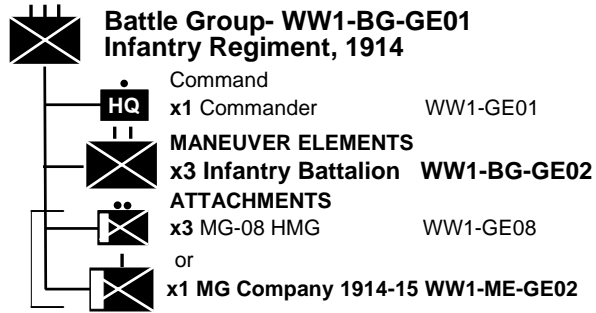 Battle Group- WW1-BG-GE01
Infantry Regiment, 1914
Command
HQ x1 Commander WW1-GE01
MANEUVER ELEMENTS
x3 Infantry Battalion WW1-BG-GE02
ATTACHMENTS
x3 MG-08 HMG WW1-GE08
or
x1 MG Company 1914-15 WW1-ME-GE02